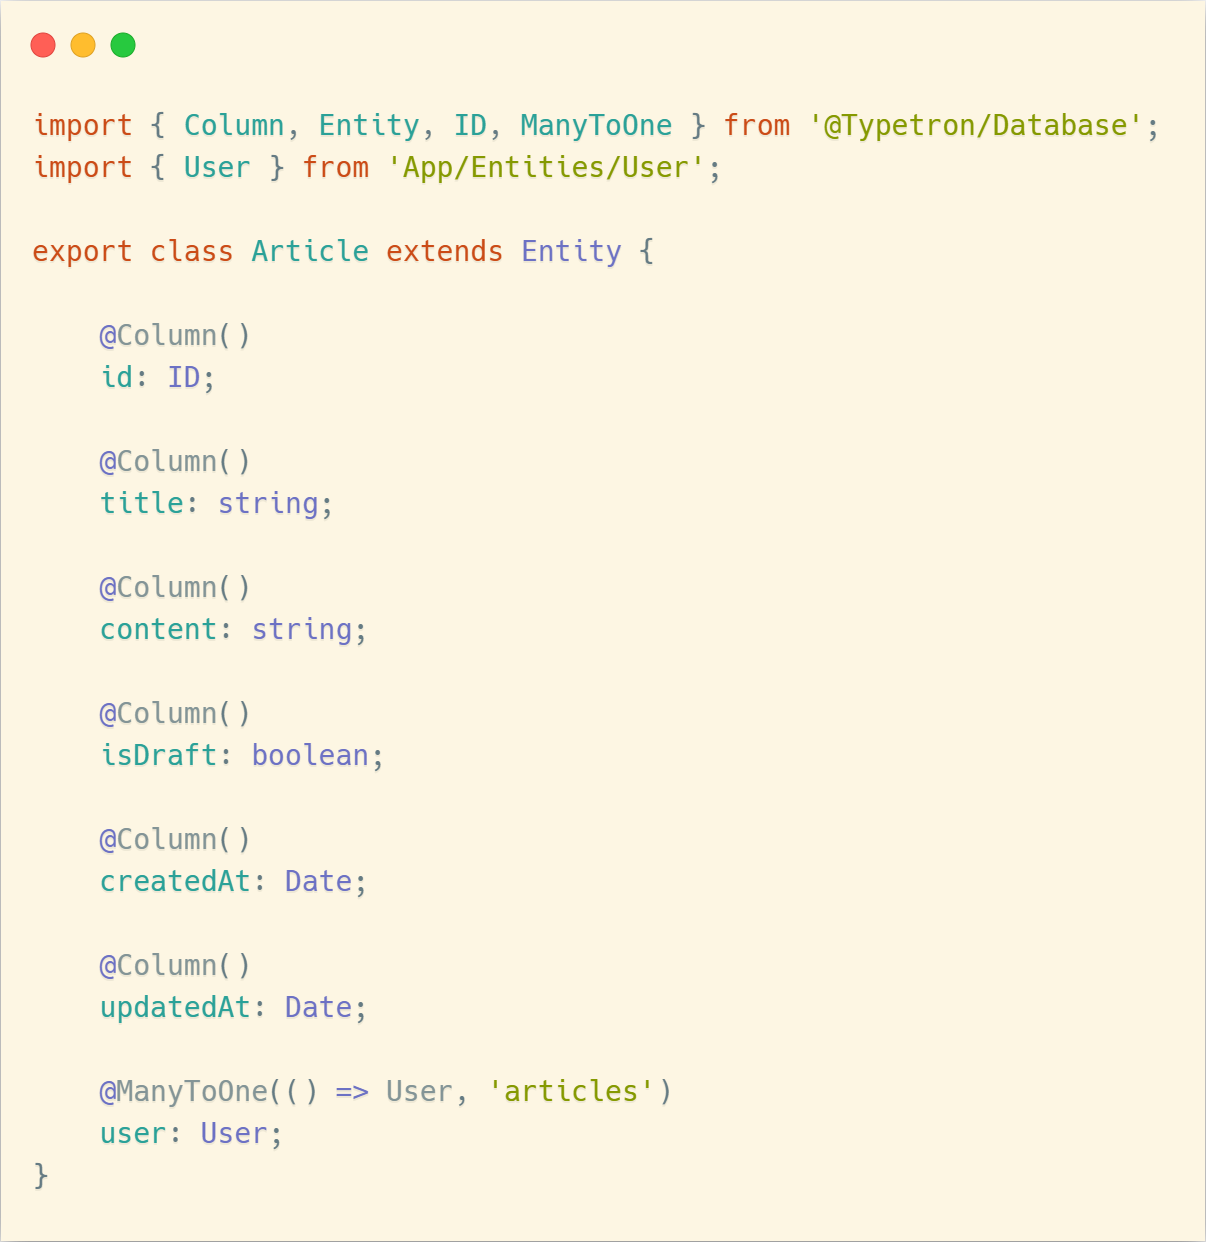 import { Column, Entity, ID, ManyToOne } from '@Typetron/Database';
import { User } from 'App/Entities/User';

export class Article extends Entity {

    @Column()
    id: ID;

    @Column()
    title: string;

    @Column()
    content: string;

    @Column()
    isDraft: boolean;

    @Column()
    createdAt: Date;

    @Column()
    updatedAt: Date;

    @ManyToOne(() => User, 'articles')
    user: User;
}